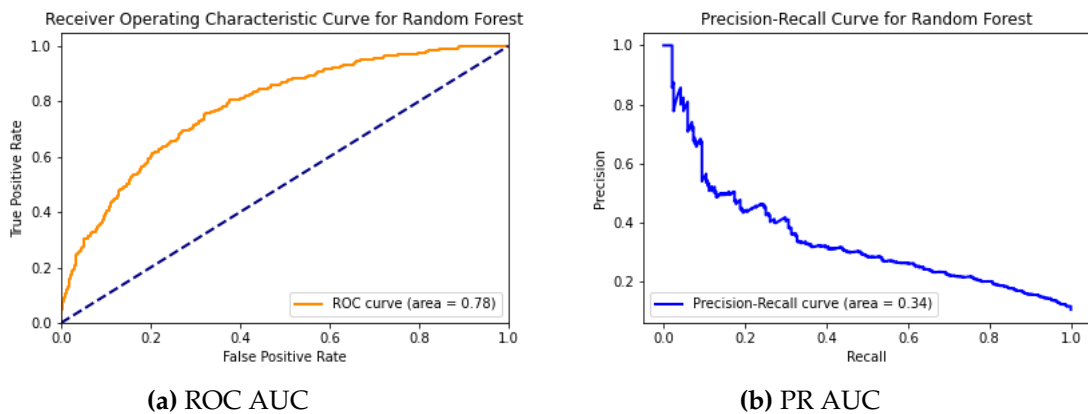 Receiver Operating Characteristic Curve for Random Forest
1.0
0.8
0.6
0.4
0.2
0.0
True Positive Rate
ROC curve (area = 0.78)
0.0 0.2 0.4 0.6 0.8 1.0
False Positive Rate
(a) ROC AUC
Precision-Recall Curve for Random Forest
1.0
0.8
0.6
0.4
0.2
Precision
Precision-Recall curve (area = 0.34)
0.0 0.2 0.4 0.6 0.8 1.0
Recall
(b) PR AUC